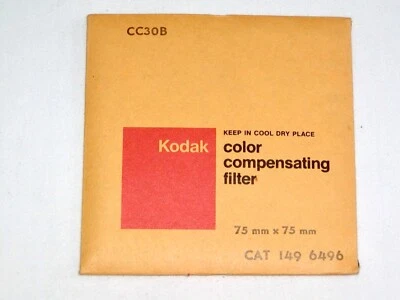 CC30B
KEEP IN COOL DRY PLACE
Kodak
color
compensating
filter
75 mm x 75 mm
CAT 149 6496